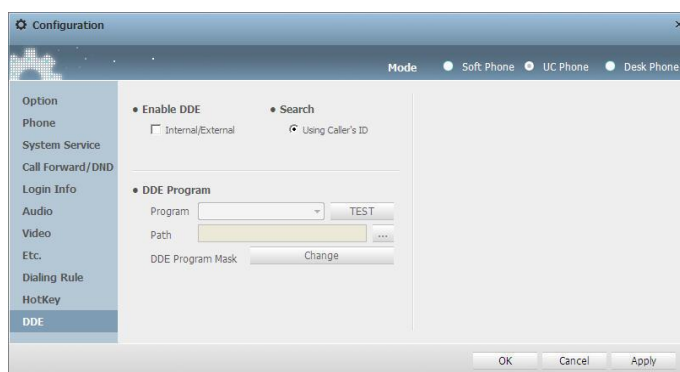 Configuration
Mode Soft Phone UC Phone Desk Phone
Option
Phone
System Service
Call Forward/DND
Login Info
Audio
Video
Etc.
Dialing Rule
HotKey
DDE
• Enable DDE • Search
Internal/External Using Caller's ID
• DDE Program
Program TEST
Path ...
DDE Program Mask Change
OK Cancel Apply